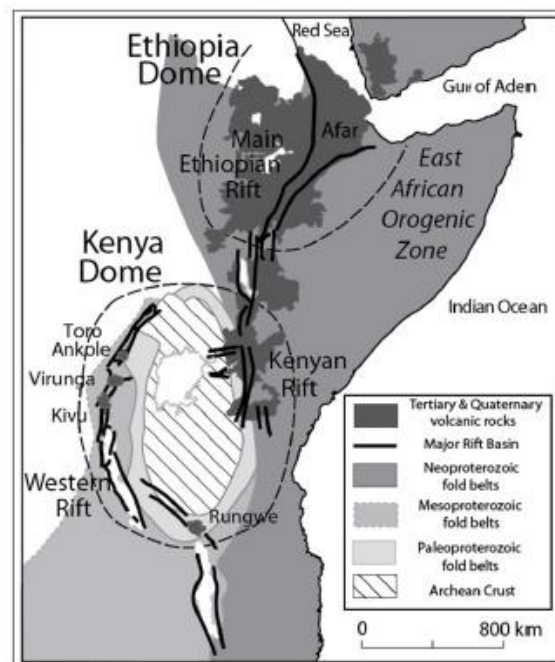 Red Sea
Ethiopia
Dome
Gulf of Aden
Afar
Main
Ethiopian
Rift
East
African
Orogenic
Zone
Kenya
Dome
Indian Ocean
Toro
Ankole
Virunga
Kenyan
Rift
Kivu
Western
Rift
Rungwe
Tertiary & Quaternary
volcanic rocks
Major Rift Basin
Neoproterozoic
fold belts
Mesoproterozoic
fold belts
Paleoproterozoic
fold belts
Archean Crust
0 800 km